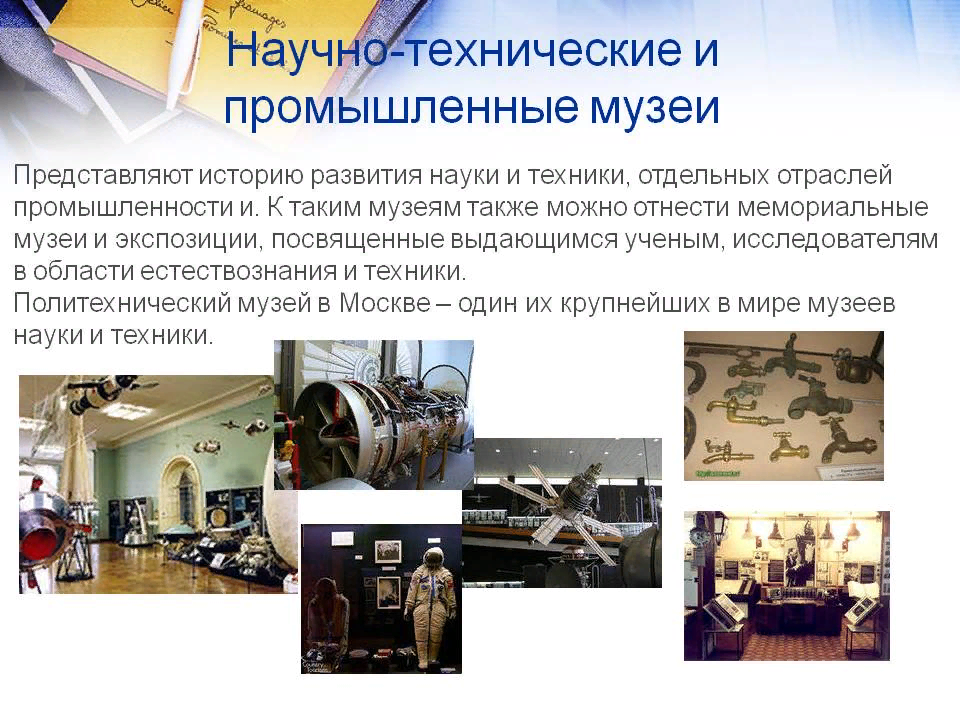 Научно-технические и
промышленные музеи
Представляют историю развития науки и техники, отдельных отраслей
промышленности и. К таким музеям также можно отнести мемориальные
музеи и экспозиции, посвященные выдающимся ученым, исследователям
в области естествознания и техники.
Политехнический музей в Москве – один их крупнейших в мире музеев
науки и техники.